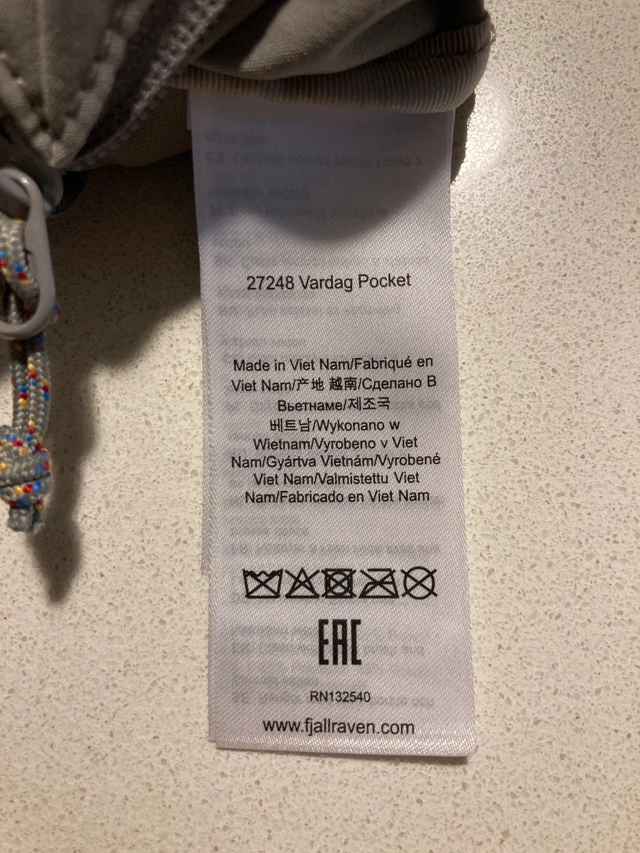 27248 Vardag Pocket
Made in Viet Nam/Fabriqué en
Viet Nam/产地 越南/Сделано В
Вьетнаме/제조국
베트남/Wykonano w
Wietnam/Vyrobeno v Viet
Nam/Gyártva Vietnám/Vyrobené
Viet Nam/Valmistettu Viet
Nam/Fabricado en Viet Nam
EAC
RN132540
www.fjallraven.com